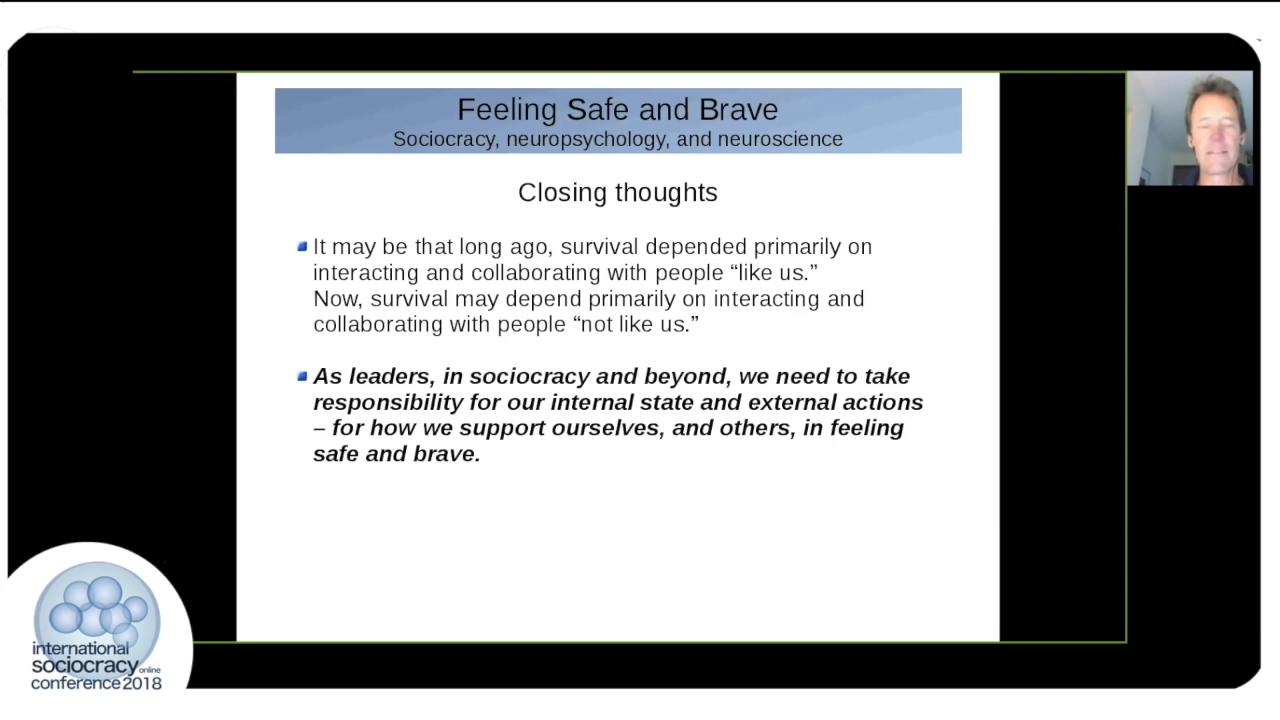 Feeling Safe and Brave
Sociocracy, neuropsychology, and neuroscience
Closing thoughts
It may be that long ago, survival depended primarily on
interacting and collaborating with people “like us.”
Now, survival may depend primarily on interacting and
collaborating with people “not like us.”
As leaders, in sociocracy and beyond, we need to take
responsibility for our internal state and external actions
– for how we support ourselves, and others, in feeling
safe and brave.
international
sociocracy online
conference 2018